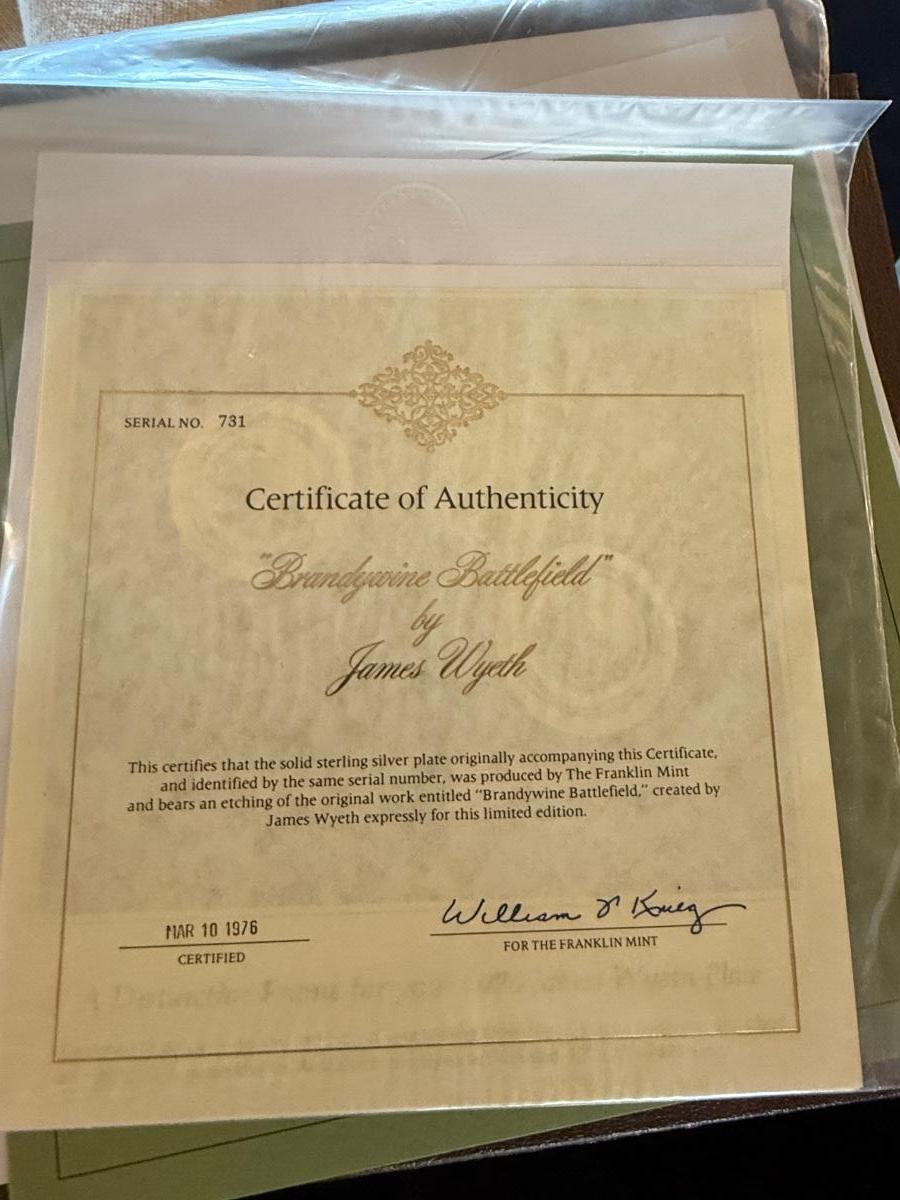 SERIAL NO. 731
Certificate of Authenticity
"Brandywine Battlefield"
by
James Wyeth
This certifies that the solid sterling silver plate originally accompanying this Certificate,
and identified by the same serial number, was produced by The Franklin Mint
and bears an etching of the original work entitled "Brandywine Battlefield," created by
James Wyeth expressly for this limited edition.
MAR 10 1976
CERTIFIED
William T Krieg
FOR THE FRANKLIN MINT